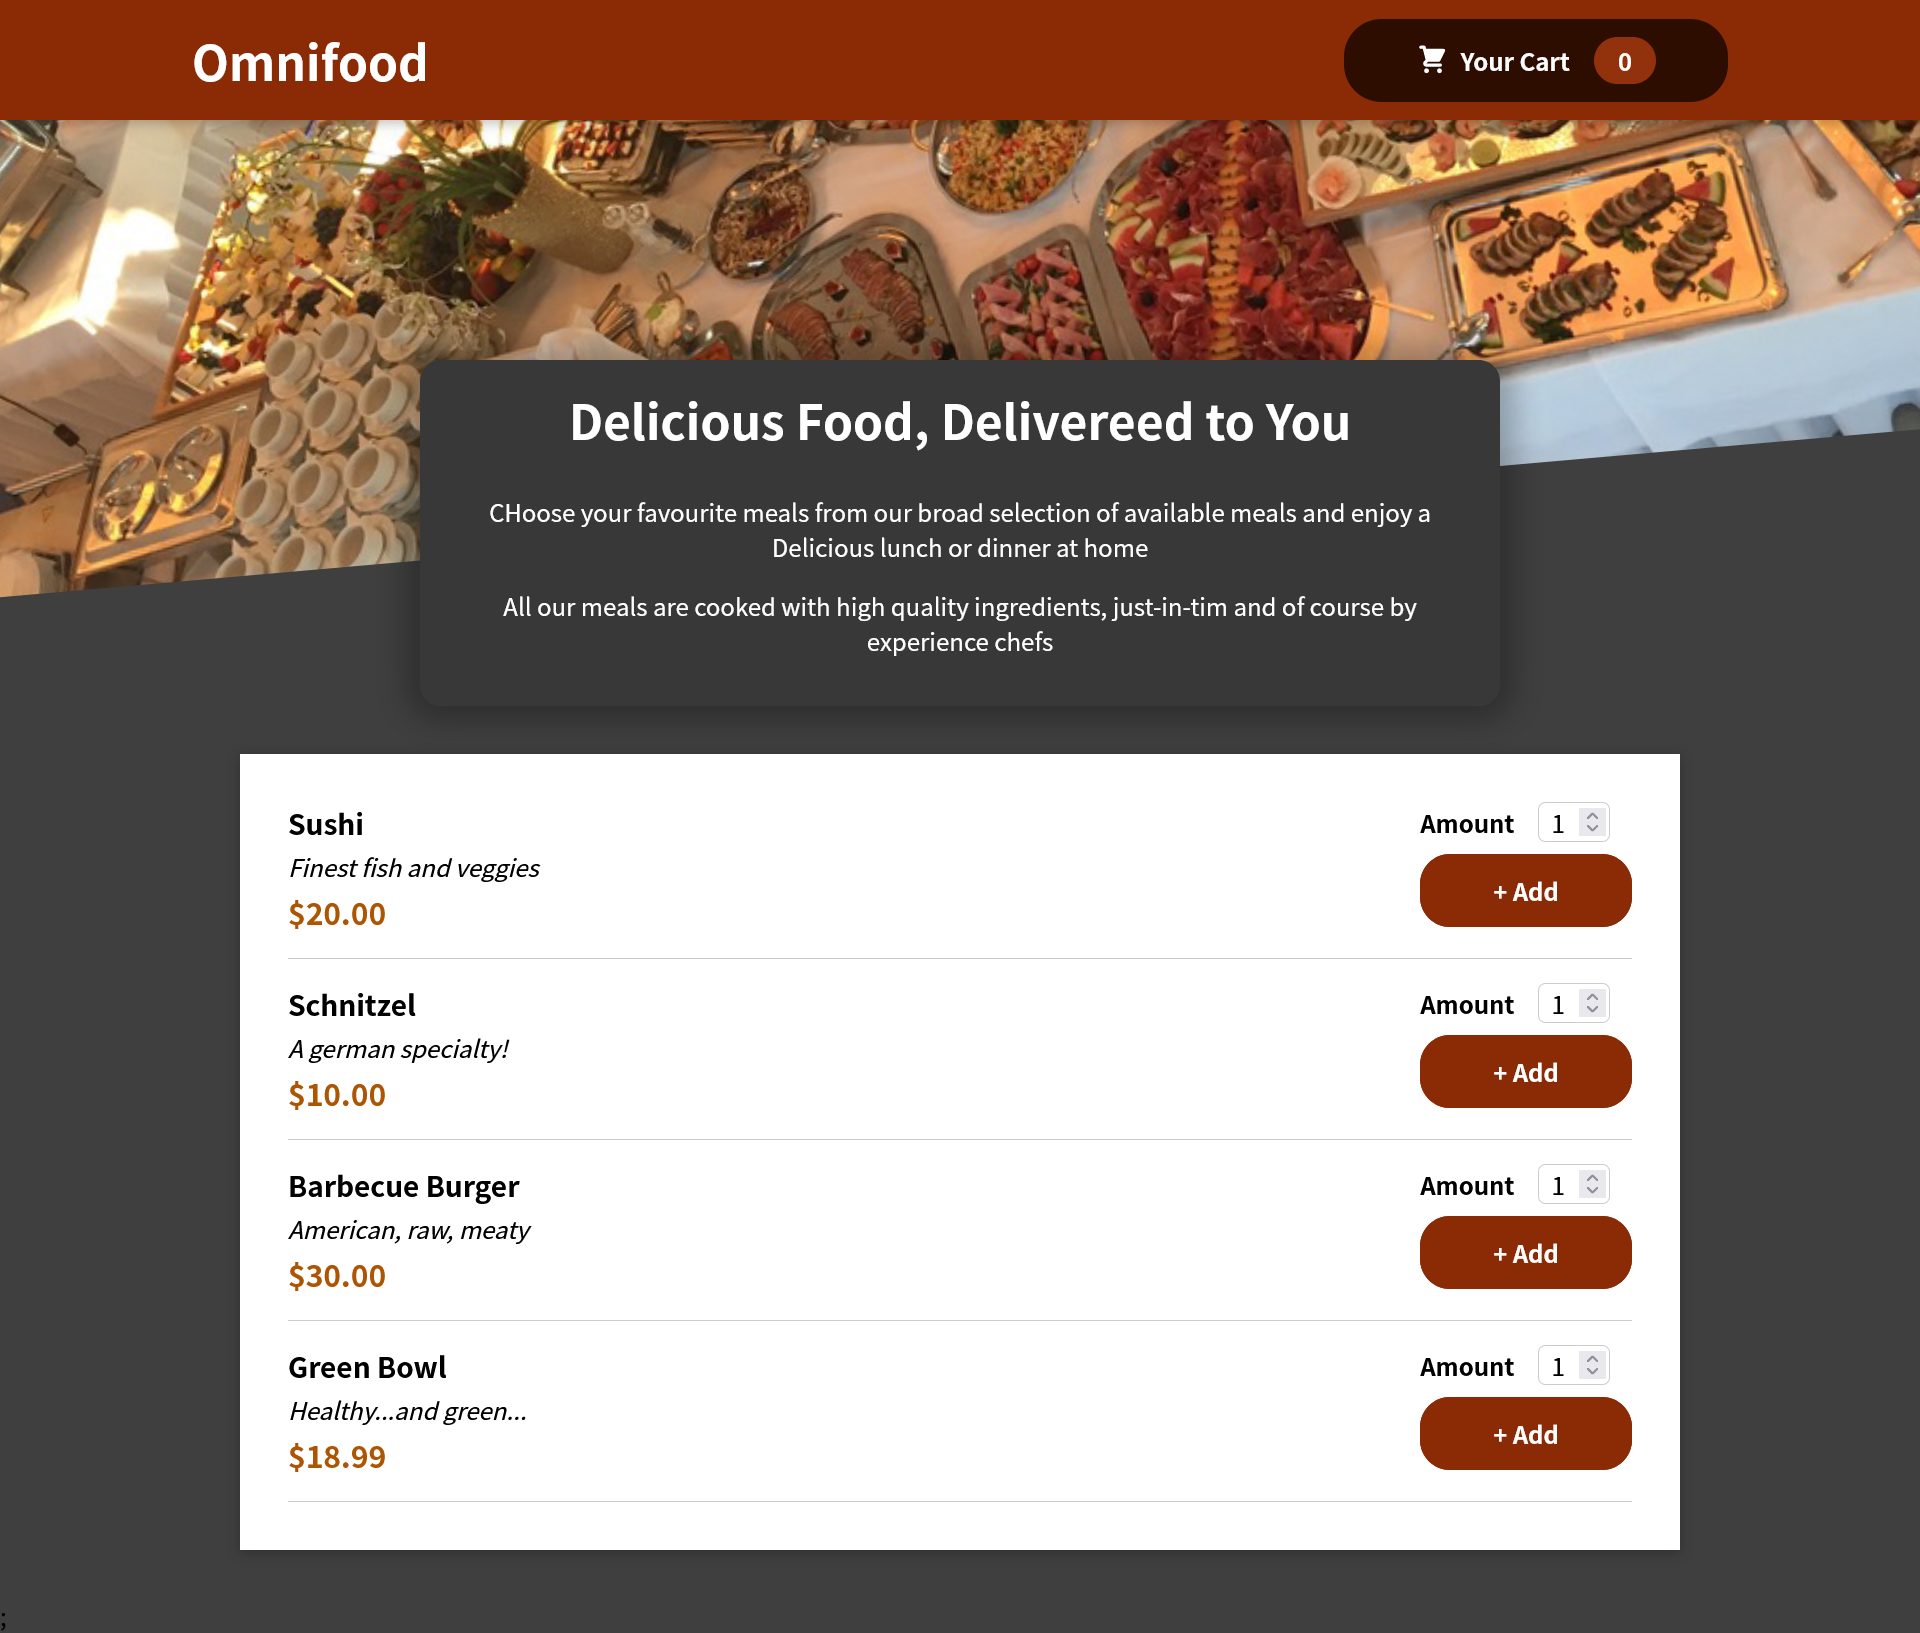 Omnifood
Your Cart 0
Delicious Food, Delivereed to You
CHoose your favourite meals from our broad selection of available meals and enjoy a
Delicious lunch or dinner at home
All our meals are cooked with high quality ingredients, just-in-tim and of course by
experience chefs
Sushi
Finest fish and veggies
$20.00
Amount 1
+ Add
Schnitzel
A german specialty!
$10.00
Amount 1
+ Add
Barbecue Burger
American, raw, meaty
$30.00
Amount 1
+ Add
Green Bowl
Healthy...and green...
$18.99
Amount 1
+ Add
;